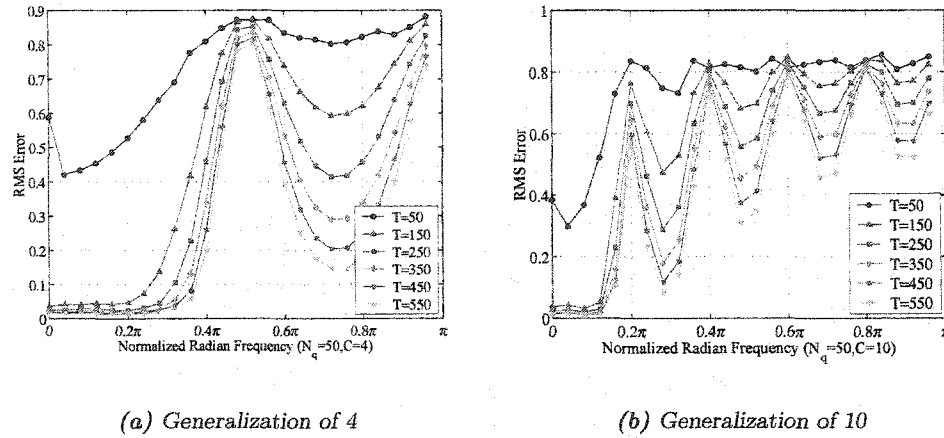 RMS Error
0.9
0.8
0.7
0.6
0.5
0.4
0.3
0.2
0.1
0
0 0.2π 0.4π 0.6π 0.8π π
Normalized Radian Frequency (N_q=50,C=4)
T=50
T=150
T=250
T=350
T=450
T=550
(a) Generalization of 4
RMS Error
1
0.8
0.6
0.4
0.2
0
0 0.2π 0.4π 0.6π 0.8π π
Normalized Radian Frequency (N_q=50,C=10)
T=50
T=150
T=250
T=350
T=450
T=550
(b) Generalization of 10